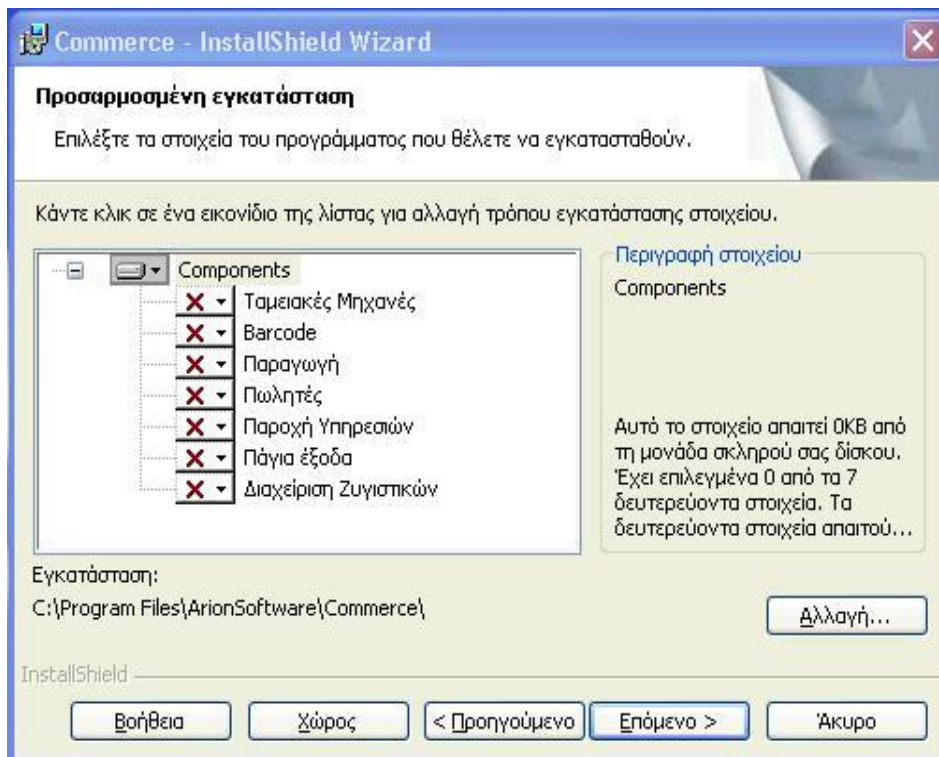 Commerce - InstallShield Wizard
Προσαρμοσμένη εγκατάσταση
Επιλέξτε τα στοιχεία του προγράμματος που θέλετε να εγκατασταθούν.
Κάντε κλικ σε ένα εικονίδιο της λίστας για αλλαγή τρόπου εγκατάστασης στοιχείου.
Components
Ταμειακές Μηχανές
Barcode
Παραγωγή
Πωλητές
Παροχή Υπηρεσιών
Πάγια έξοδα
Διαχείριση Ζυγιστικών
Περιγραφή στοιχείου
Components
Αυτό το στοιχείο απαιτεί 0KB από
τη μονάδα σκληρού σας δίσκου.
Έχει επιλεγμένα 0 από τα 7
δευτερεύοντα στοιχεία. Τα
δευτερεύοντα στοιχεία απαιτού...
Εγκατάσταση:
C:\Program Files\ArionSoftware\Commerce\
Αλλαγή...
InstallShield
Βοήθεια
Χώρος
< Προηγούμενο
Επόμενο >
Άκυρο